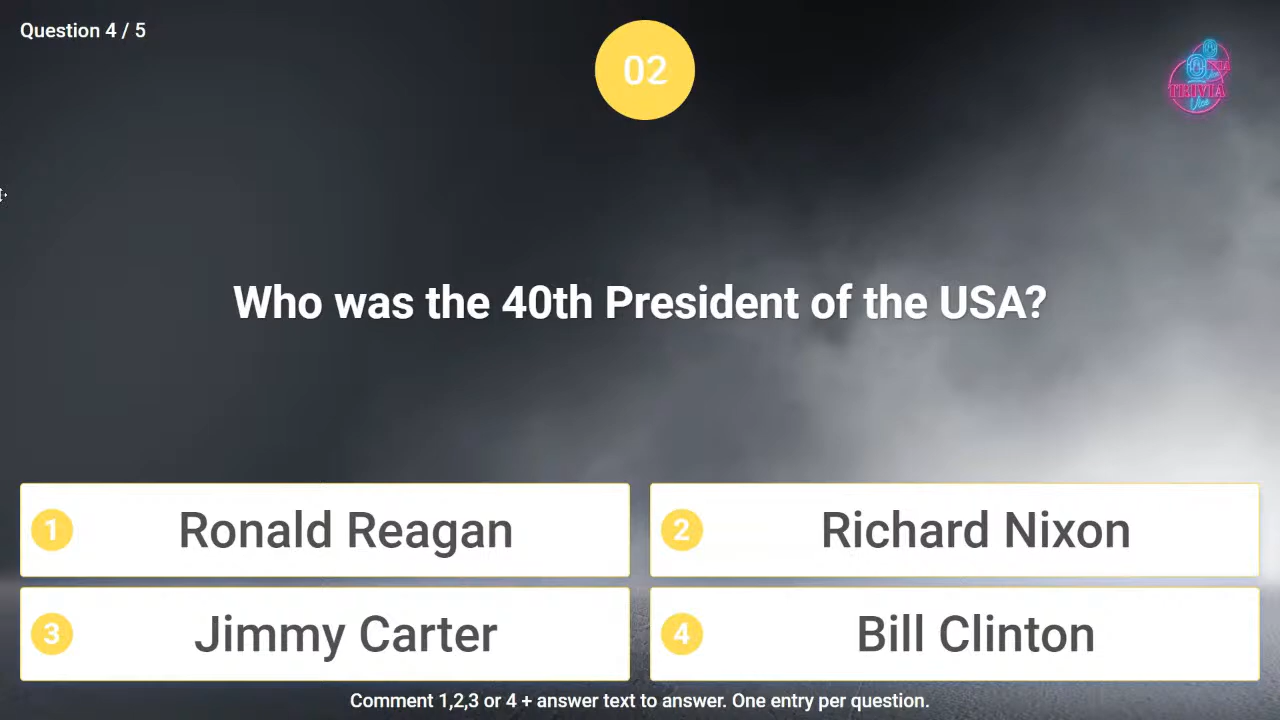 Question 4 / 5
02
TRIVIA
Who was the 40th President of the USA?
1 Ronald Reagan
2 Richard Nixon
3 Jimmy Carter
4 Bill Clinton
Comment 1,2,3 or 4 + answer text to answer. One entry per question.